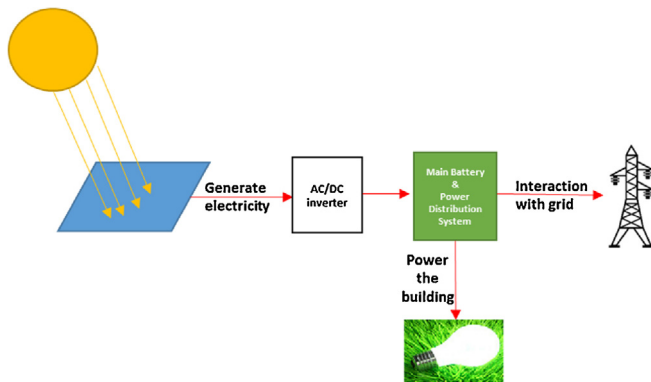 Generate
electricity
AC/DC
inverter
Main Battery
&
Power
Distribution
System
Interaction
with grid
Power
the
building